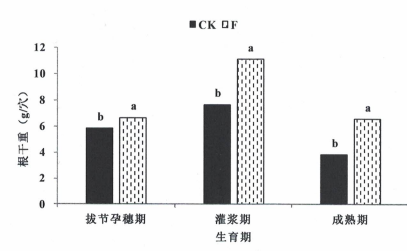 CK F
12
10
8
6
4
2
0
根干重（g/穴）
b a
b a
b a
拔节孕穗期 灌浆期 成熟期
生育期